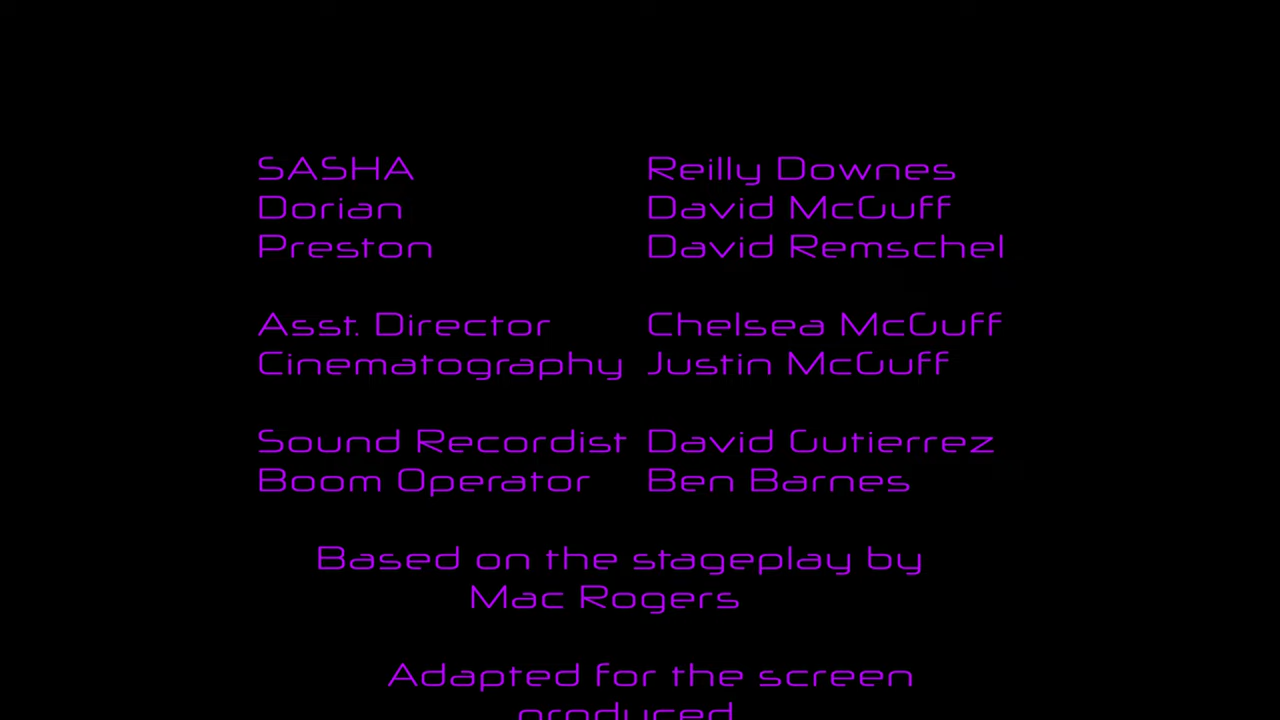 SASHA Reilly Downes
Dorian David McGuff
Preston David Remschel
Asst. Director Chelsea McGuff
Cinematography Justin McGuff
Sound Recordist David Gutierrez
Boom Operator Ben Barnes
Based on the stageplay by
Mac Rogers
Adapted for the screen
produced